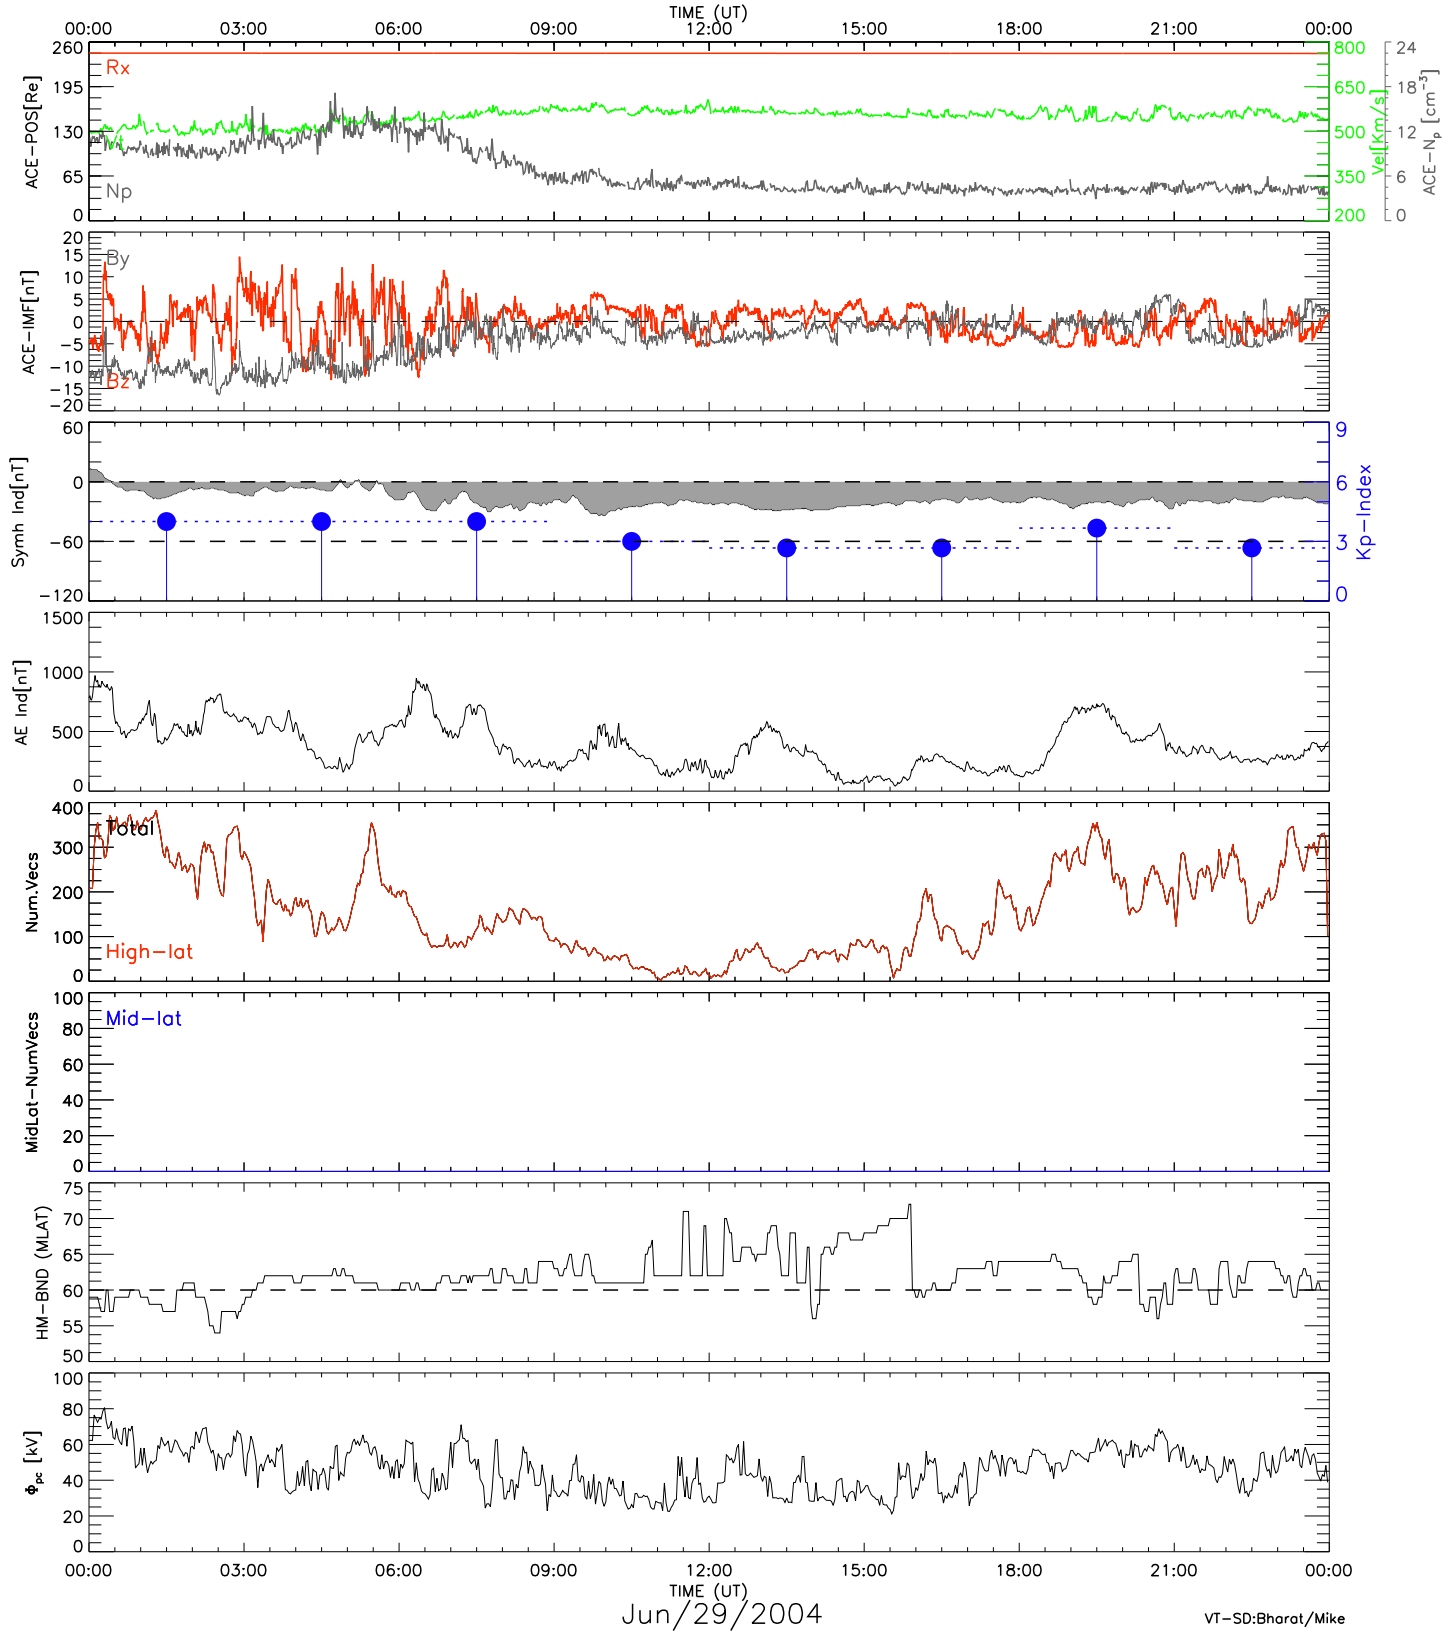 TIME (UT)
00:00 03:00 06:00 09:00 12:00 15:00 18:00 21:00 00:00
ACE-POS[Re]
260
195
130
65
0
Rx
Vt
Np
800
650
500
350
200
Vel[Km/s]
24
18
12
6
0
ACE-Np [cm-3]
ACE-IMF[nT]
20
15
10
5
0
-5
-10
-15
-20
By
Bz
Symh Ind[nT]
60
0
-60
-120
9
6
3
0
Kp-Index
AE Ind[nT]
1500
1000
500
0
Num.Vecs
400
300
200
100
0
Total
High-lat
MidLat-NumVecs
100
80
60
40
20
0
Mid-lat
HM-BND (MLAT)
75
70
65
60
55
50
Φpc [kV]
100
80
60
40
20
0
00:00 03:00 06:00 09:00 12:00 15:00 18:00 21:00 00:00
TIME (UT)
Jun/29/2004
VT-SD:Bharat/Mike